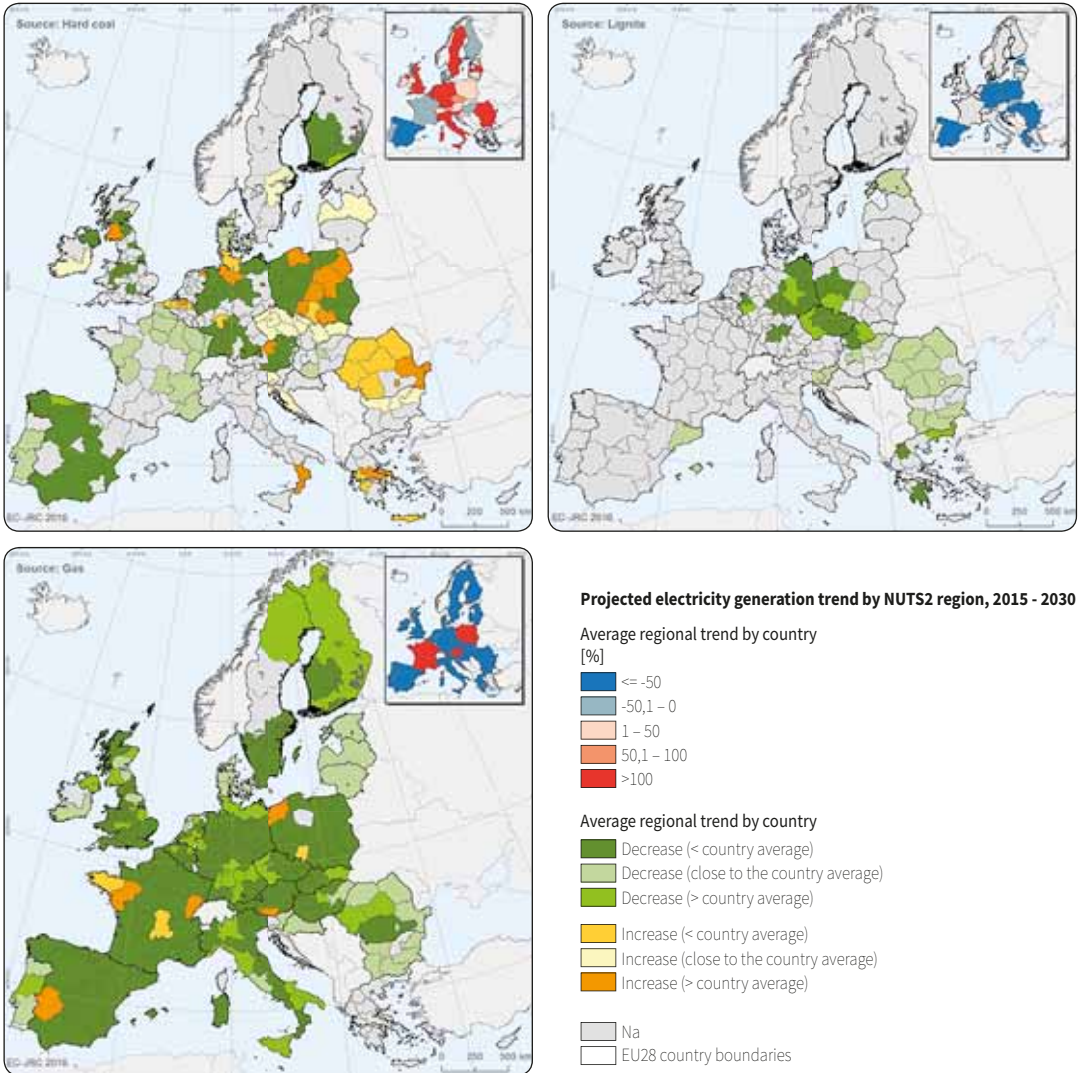 Source: Hard coal
EC-JRC 2016
0 250 500 km
Source: Lignite
EC-JRC 2016
0 250 500 km
Source: Gas
EC-JRC 2016
0 250 500 km
Projected electricity generation trend by NUTS2 region, 2015 - 2030
Average regional trend by country
[%]
<= -50
-50,1 – 0
1 – 50
50,1 – 100
>100
Average regional trend by country
Decrease (< country average)
Decrease (close to the country average)
Decrease (> country average)
Increase (< country average)
Increase (close to the country average)
Increase (> country average)
Na
EU28 country boundaries